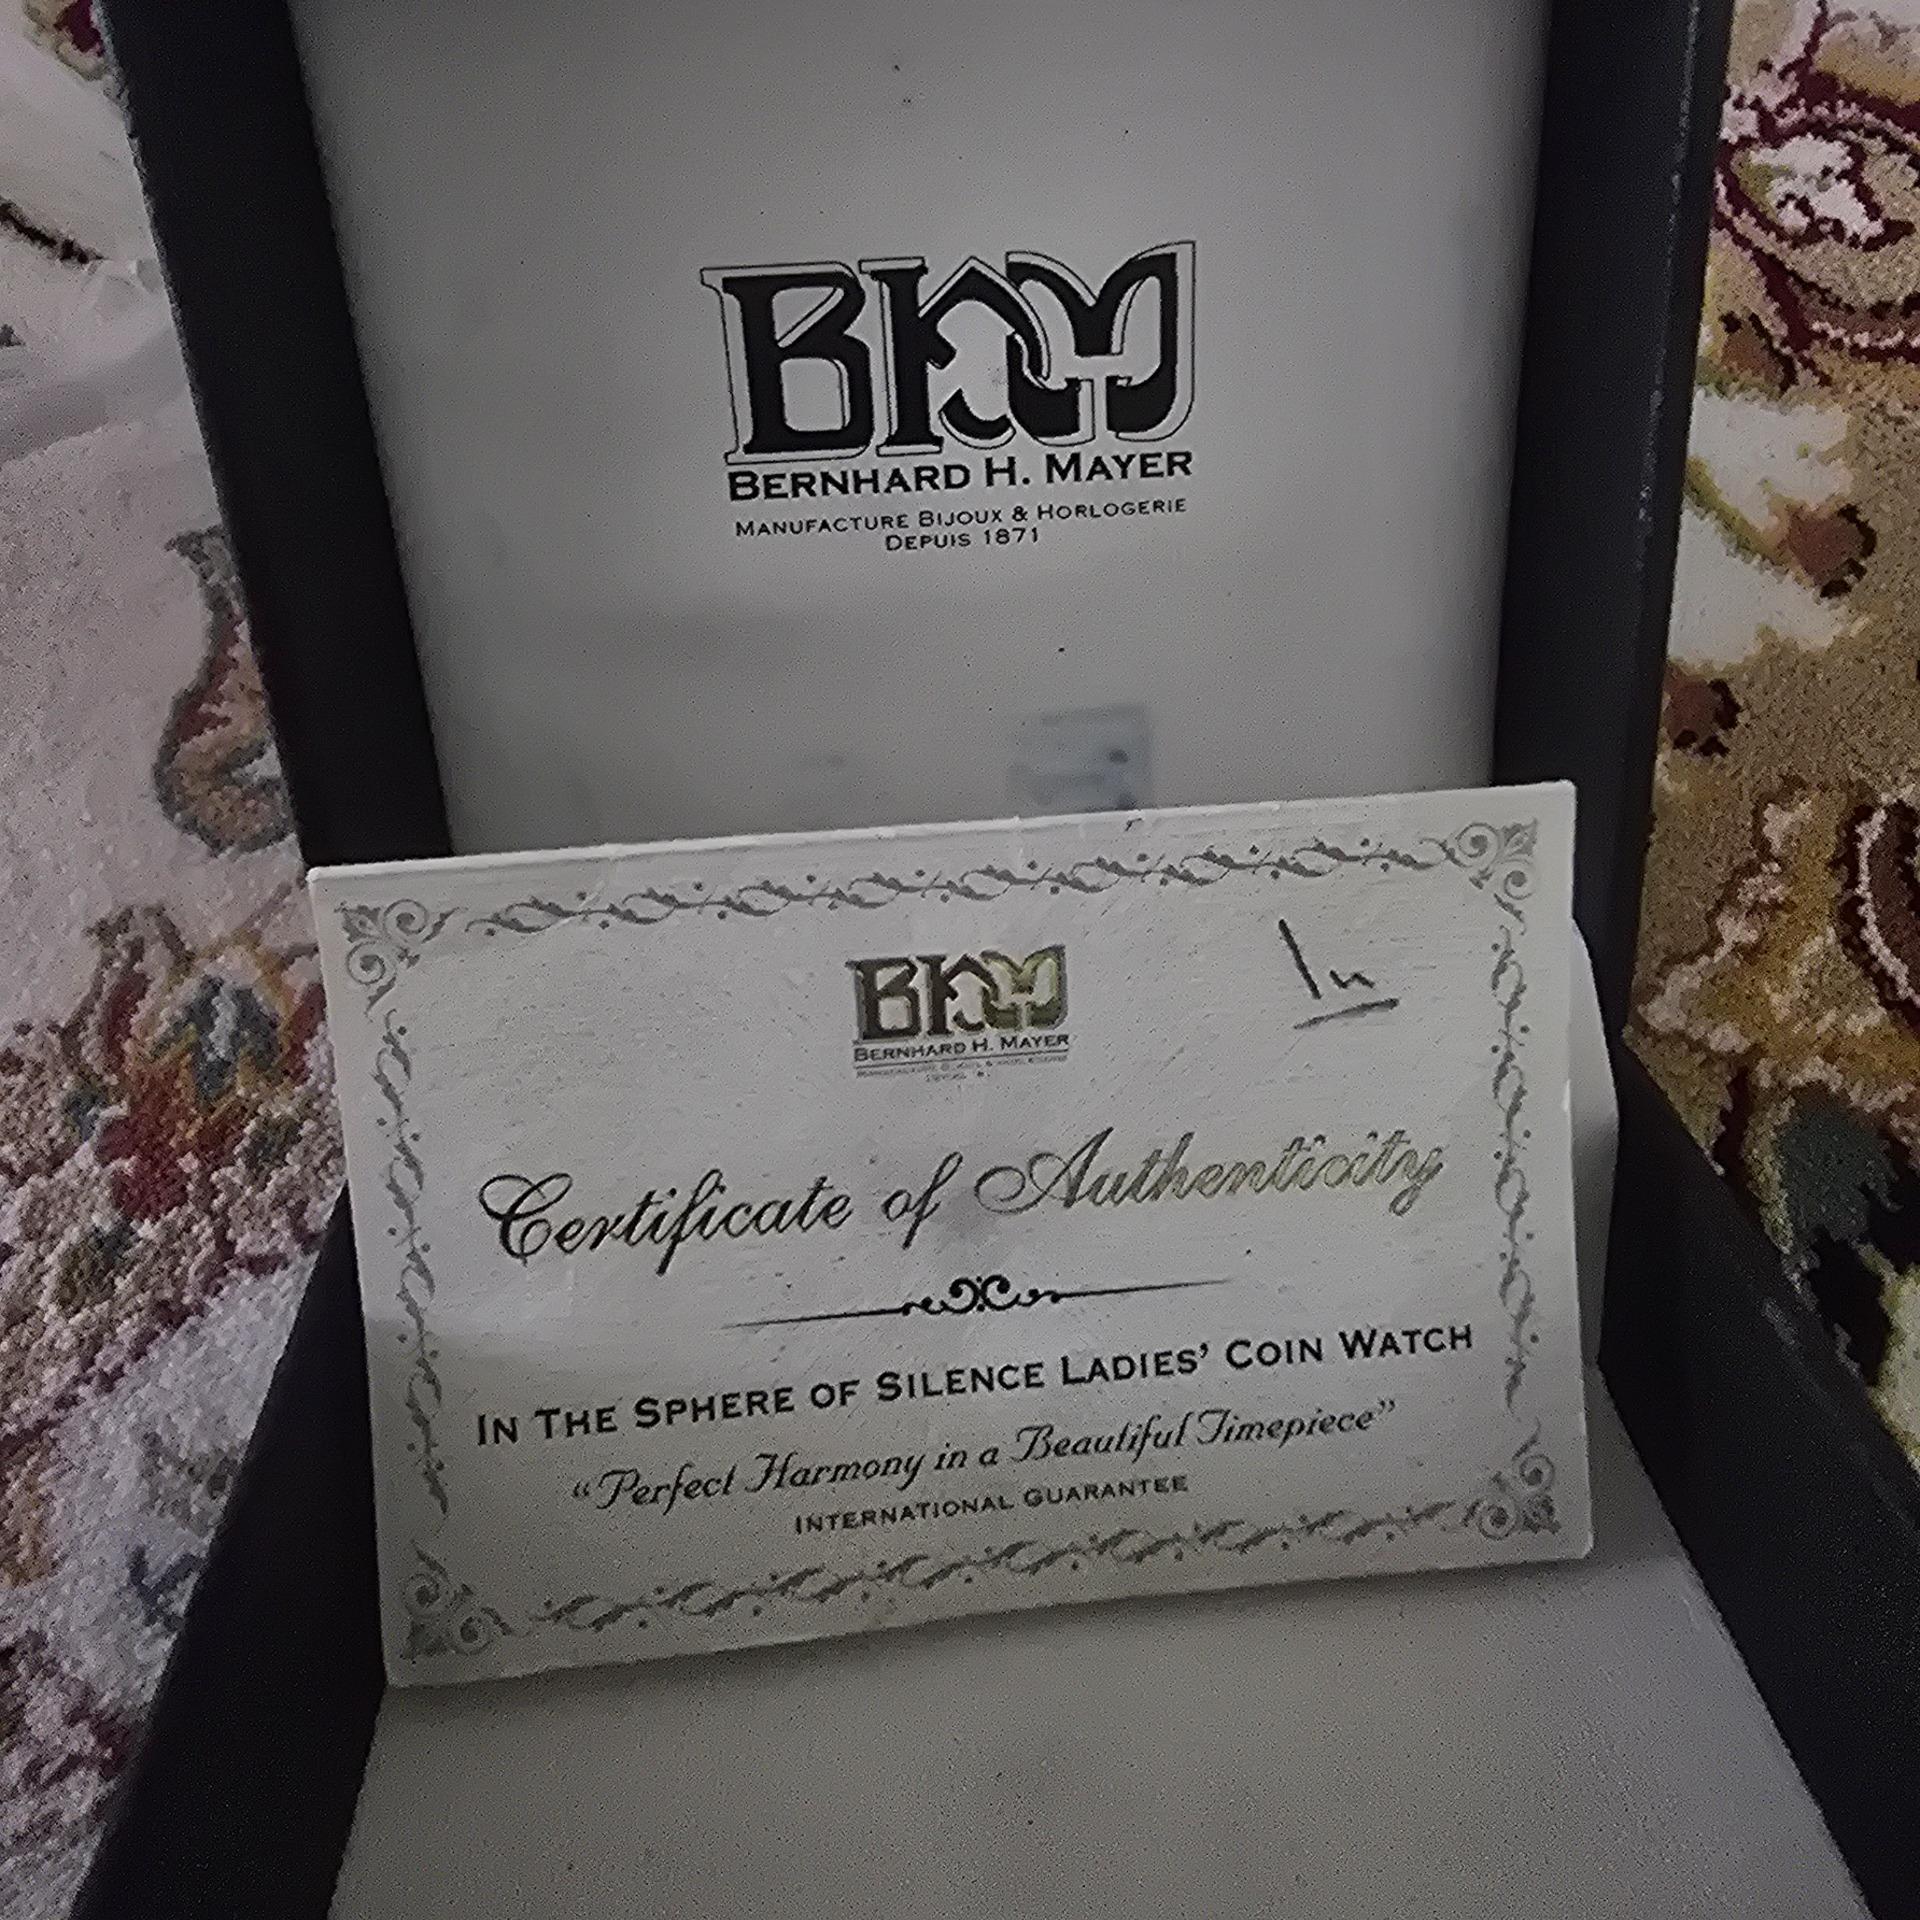 BHM
BERNHARD H. MAYER
MANUFACTURE BIJOUX & HORLOGERIE
DEPUIS 1871
BHM
BERNHARD H. MAYER
Certificate of Authenticity
IN THE SPHERE OF SILENCE LADIES' COIN WATCH
"Perfect Harmony in a Beautiful Timepiece"
INTERNATIONAL GUARANTEE